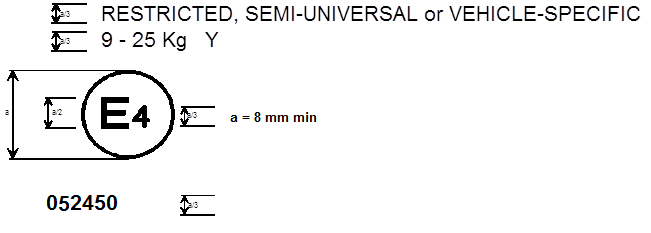 a/3 RESTRICTED, SEMI-UNIVERSAL or VEHICLE-SPECIFIC
a/3 9 - 25 Kg Y
a a/2 E4 a/3 a = 8 mm min
052450 a/3